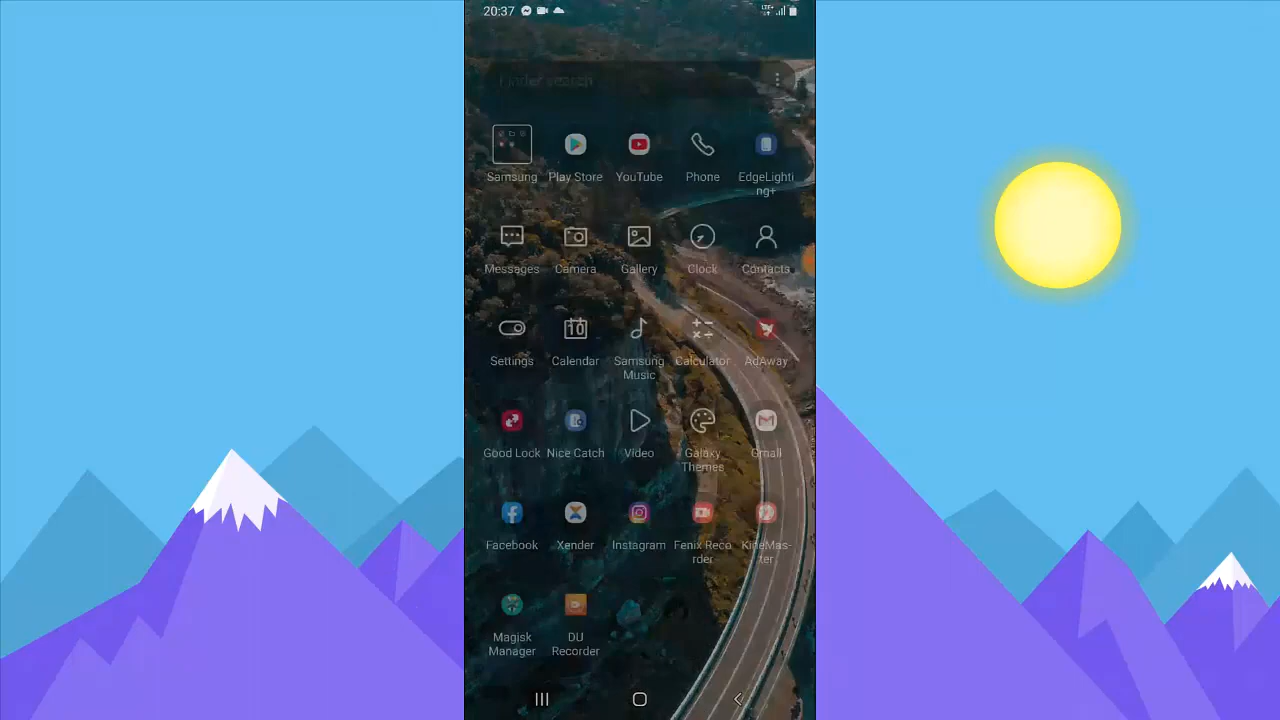 20:37
LTE+
Finder search
Samsung Play Store YouTube Phone EdgeLighti
ng+
Messages Camera Gallery Clock Contacts
10
Settings Calendar Samsung Calculator AdAway
Music
Good Lock Nice Catch Video Galaxy Gmail
Themes
Facebook Xender Instagram Fenix Reco KineMas-
rder ter
Magisk DU
Manager Recorder